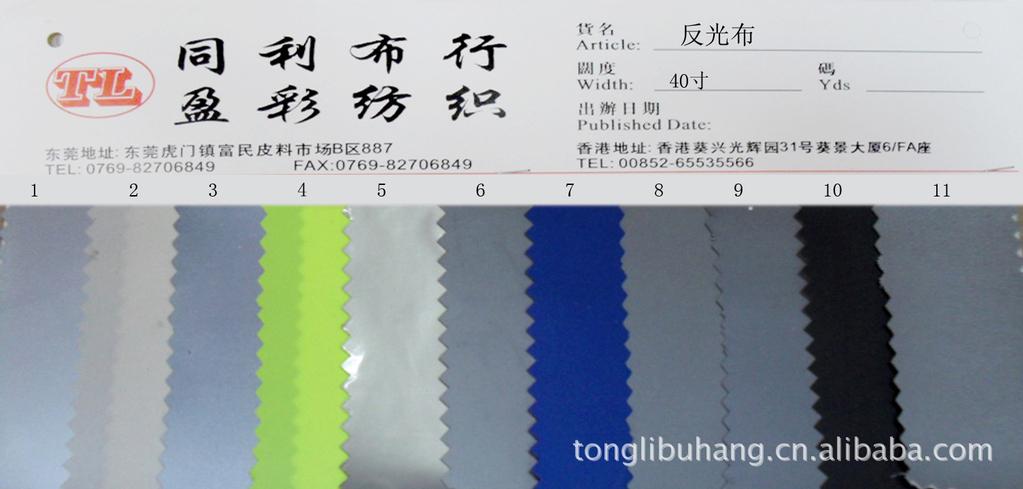 TL
同利布行
盈彩纺织
东莞地址: 东莞虎门镇富民皮料市场B区887
TEL: 0769-82706849 FAX:0769-82706849
貨名
Article: 反光布
闊度 碼
Width: 40寸 Yds
出辦日期
Published Date:
香港地址: 香港葵兴光辉园31号葵景大厦6/FA座
TEL: 00852-65535566
1 2 3 4 5 6 7 8 9 10 11
tonglibuhang.cn.alibaba.com